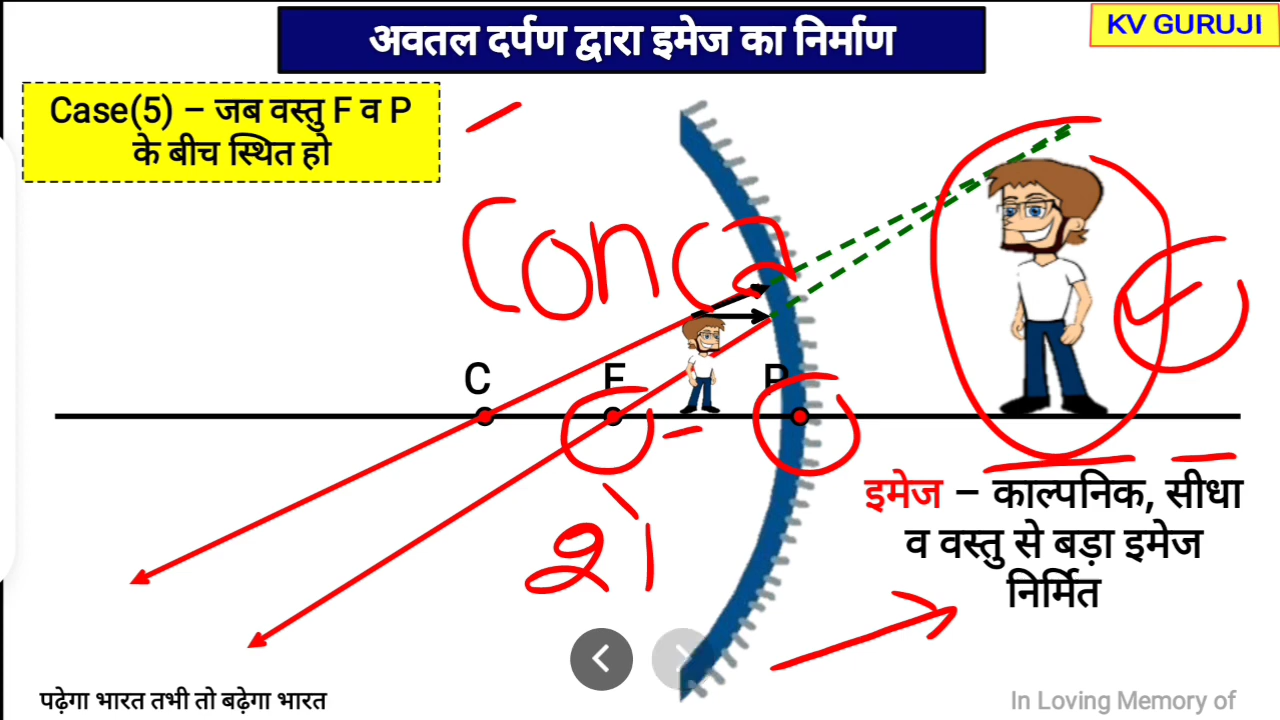 अवतल दर्पण द्वारा इमेज का निर्माण
KV GURUJI
Case(5) – जब वस्तु F व P
के बीच स्थित हो
Conca
C
F
P
इमेज – काल्पनिक, सीधा
व वस्तु से बड़ा इमेज
निर्मित
पढ़ेगा भारत तभी तो बढ़ेगा भारत
In Loving Memory of